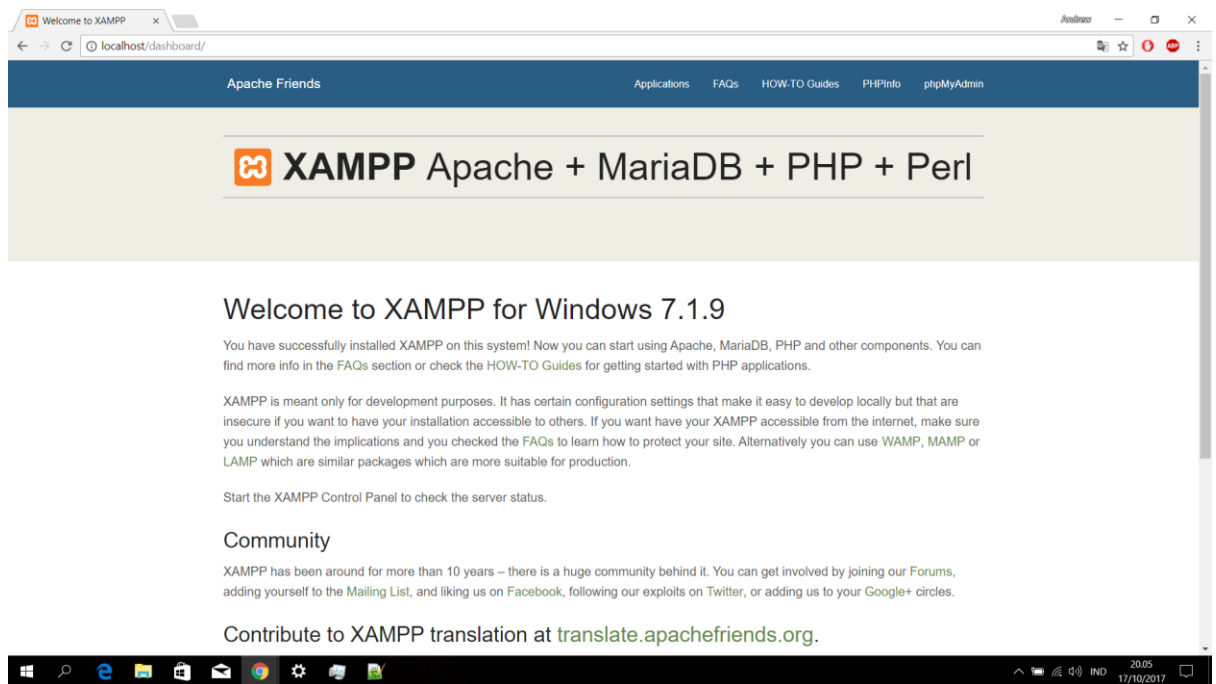 Welcome to XAMPP
Andrew
localhost/dashboard/
ABP
Apache Friends
Applications FAQs HOW-TO Guides PHPInfo phpMyAdmin
XAMPP Apache + MariaDB + PHP + Perl
Welcome to XAMPP for Windows 7.1.9
You have successfully installed XAMPP on this system! Now you can start using Apache, MariaDB, PHP and other components. You can
find more info in the FAQs section or check the HOW-TO Guides for getting started with PHP applications.
XAMPP is meant only for development purposes. It has certain configuration settings that make it easy to develop locally but that are
insecure if you want to have your installation accessible to others. If you want have your XAMPP accessible from the internet, make sure
you understand the implications and you checked the FAQs to learn how to protect your site. Alternatively you can use WAMP, MAMP or
LAMP which are similar packages which are more suitable for production.
Start the XAMPP Control Panel to check the server status.
Community
XAMPP has been around for more than 10 years – there is a huge community behind it. You can get involved by joining our Forums,
adding yourself to the Mailing List, and liking us on Facebook, following our exploits on Twitter, or adding us to your Google+ circles.
Contribute to XAMPP translation at translate.apachefriends.org.
IND
20.05
17/10/2017